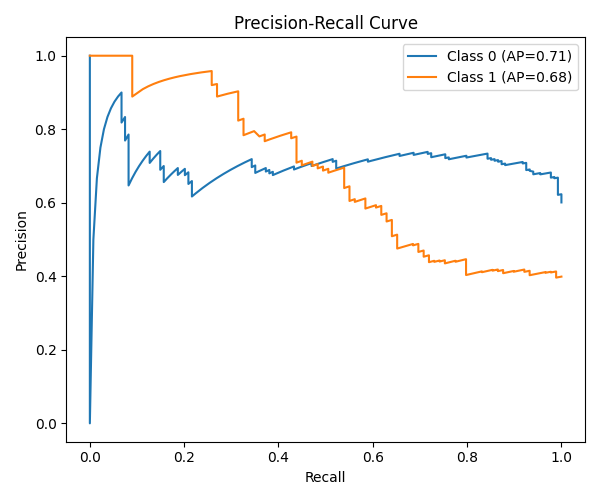 Precision-Recall Curve
Class 0 (AP=0.71)
Class 1 (AP=0.68)
Precision
1.0
0.8
0.6
0.4
0.2
0.0
0.0 0.2 0.4 0.6 0.8 1.0
Recall